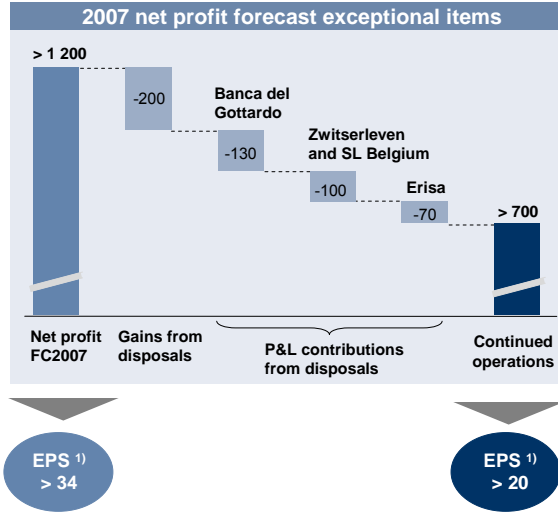 2007 net profit forecast exceptional items
> 1 200
-200
Banca del
Gottardo
-130
Zwitserleven
and SL Belgium
-100
Erisa
-70
> 700
Net profit
FC2007
Gains from
disposals
P&L contributions
from disposals
Continued
operations
EPS 1)
> 34
EPS 1)
> 20